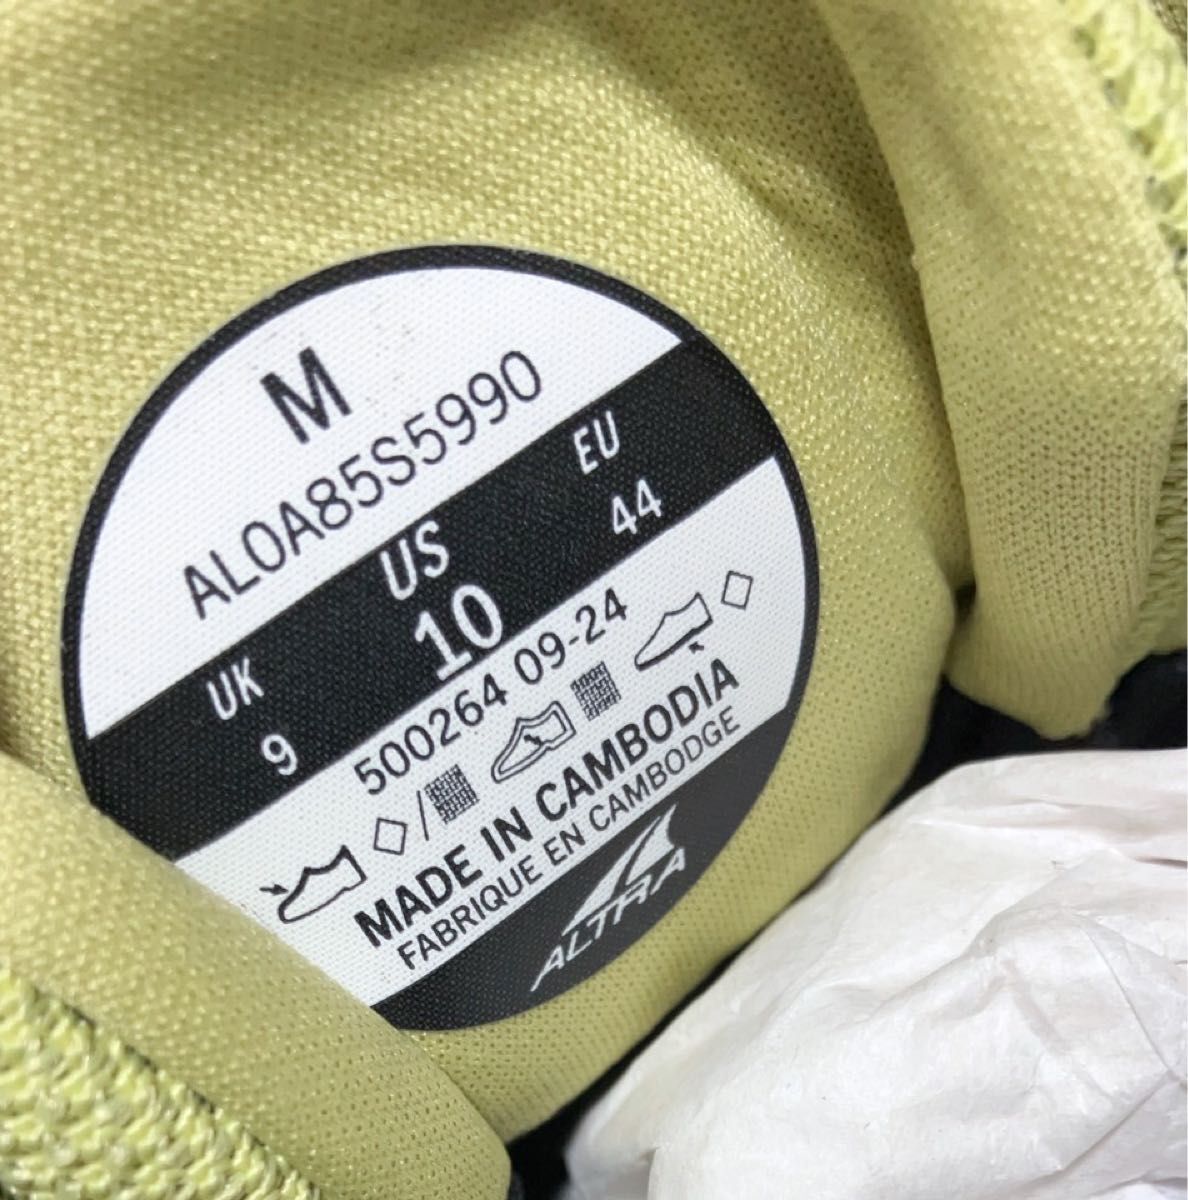 M
AL0A85S5990
UK US EU
9 10 44
500264 09-24
MADE IN CAMBODIA
FABRIQUE EN CAMBODGE
ALTRA